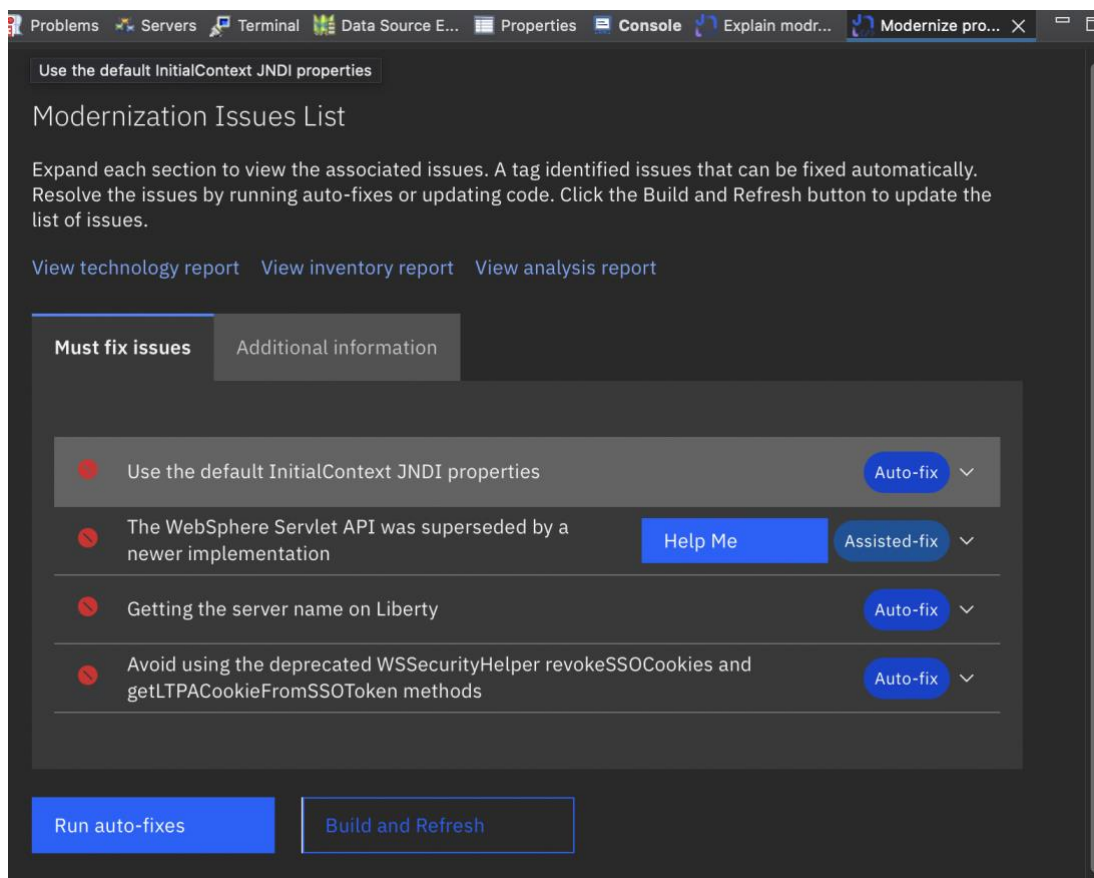 Problems Servers Terminal Data Source E... Properties Console Explain modr... Modernize pro...
Use the default InitialContext JNDI properties
Modernization Issues List
Expand each section to view the associated issues. A tag identified issues that can be fixed automatically.
Resolve the issues by running auto-fixes or updating code. Click the Build and Refresh button to update the
list of issues.
View technology report View inventory report View analysis report
Must fix issues Additional information
Use the default InitialContext JNDI properties Auto-fix
The WebSphere Servlet API was superseded by a
newer implementation Help Me Assisted-fix
Getting the server name on Liberty Auto-fix
Avoid using the deprecated WSSecurityHelper revokeSSOCookies and
getLTPACookieFromSSOToken methods Auto-fix
Run auto-fixes Build and Refresh